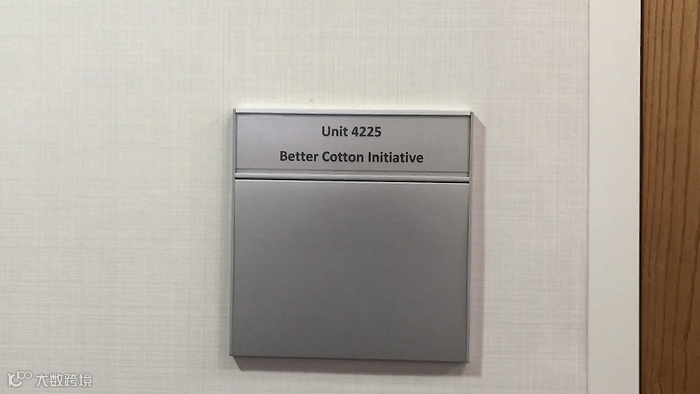 Unit 4225
Better Cotton Initiative
大数跨境